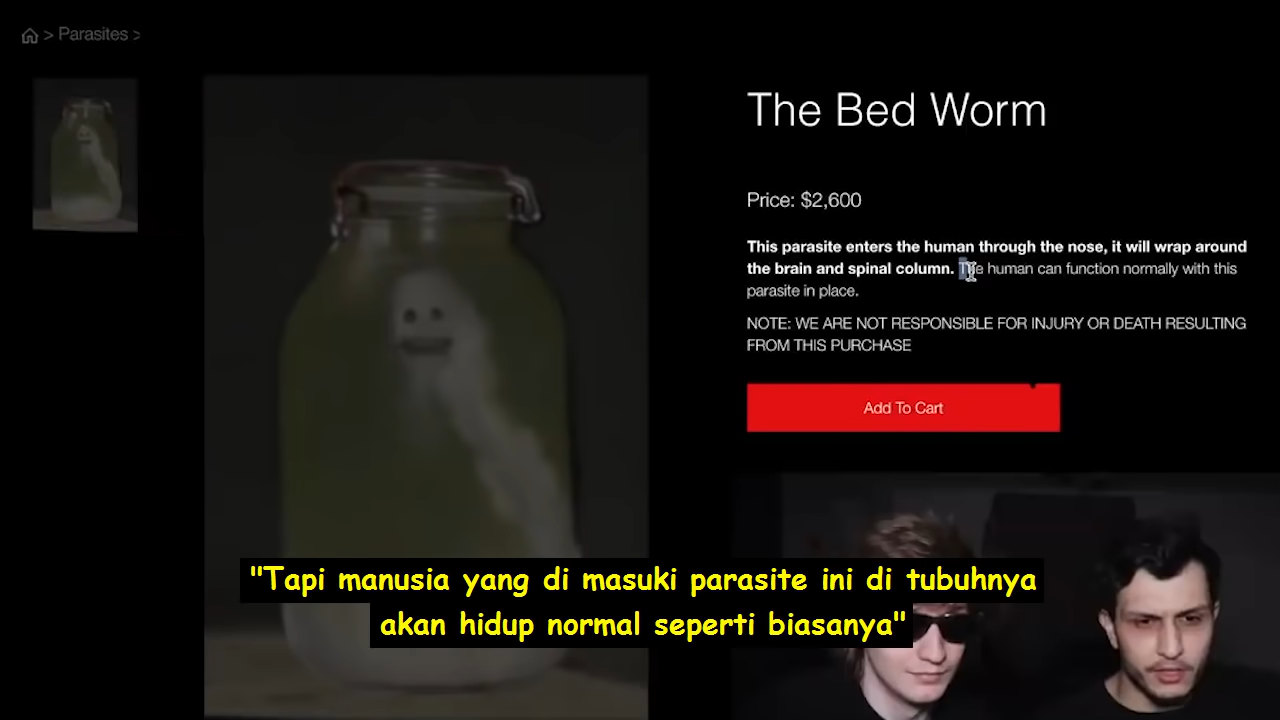 > Parasites >
The Bed Worm
Price: $2,600
This parasite enters the human through the nose, it will wrap around
the brain and spinal column. The human can function normally with this
parasite in place.
NOTE: WE ARE NOT RESPONSIBLE FOR INJURY OR DEATH RESULTING
FROM THIS PURCHASE
Add To Cart
"Tapi manusia yang di masuki parasite ini di tubuhnya
akan hidup normal seperti biasanya"